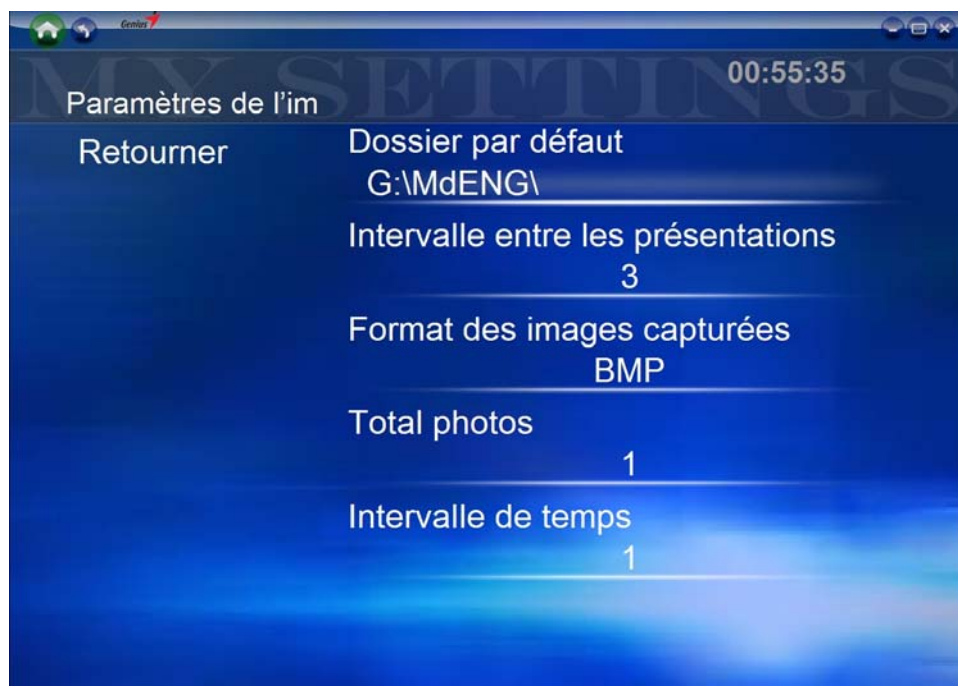 Genius
MY SETTINGS
00:55:35
Paramètres de l’im
Retourner
Dossier par défaut
G:\MdENG\
Intervalle entre les présentations
3
Format des images capturées
BMP
Total photos
1
Intervalle de temps
1